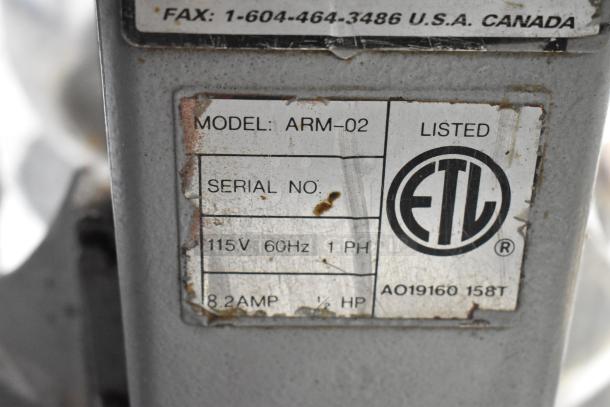 FAX: 1-604-464-3486 U.S.A. CANADA
MODEL: ARM-02
SERIAL NO.
115V 60Hz 1 PH
8.2AMP ½ HP
LISTED
ETL
®
AO19160 158T